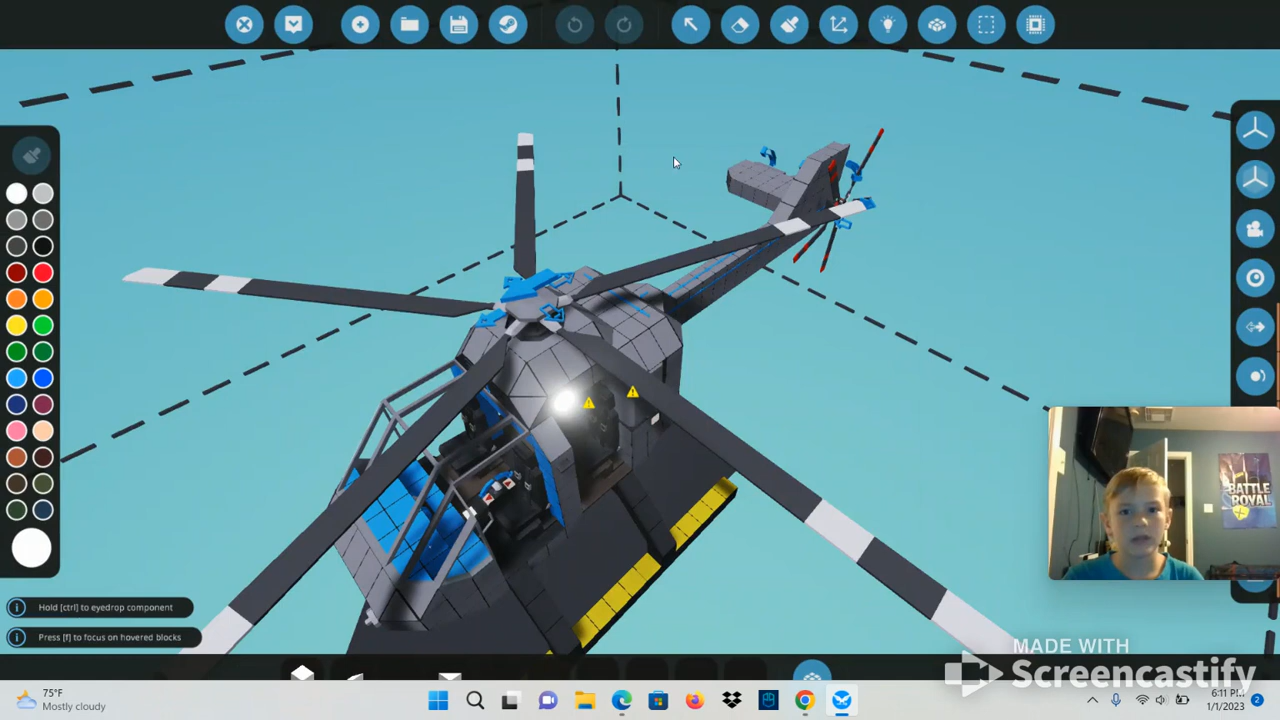 Hold [ctrl] to eyedrop component
Press [f] to focus on hovered blocks
BATTLE
ROYAL
MADE WITH
Screencastify
75°F
Mostly cloudy
6:11 PM
1/1/2023
2